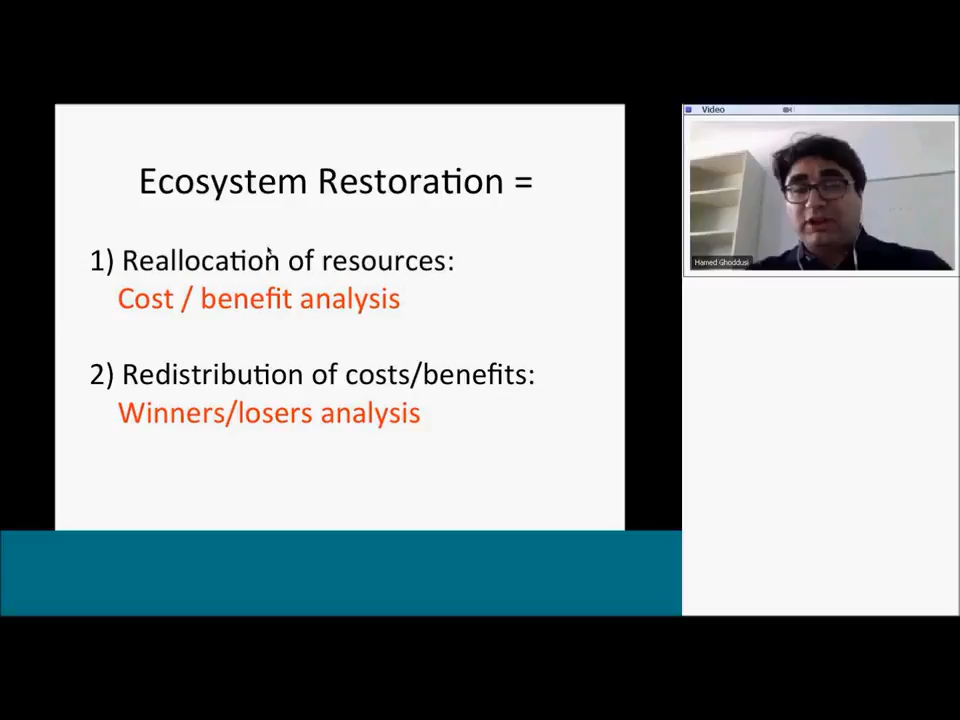 Ecosystem Restoration =
1) Reallocation of resources:
Cost / benefit analysis
2) Redistribution of costs/benefits:
Winners/losers analysis
Video
Hamed Ghoddusi